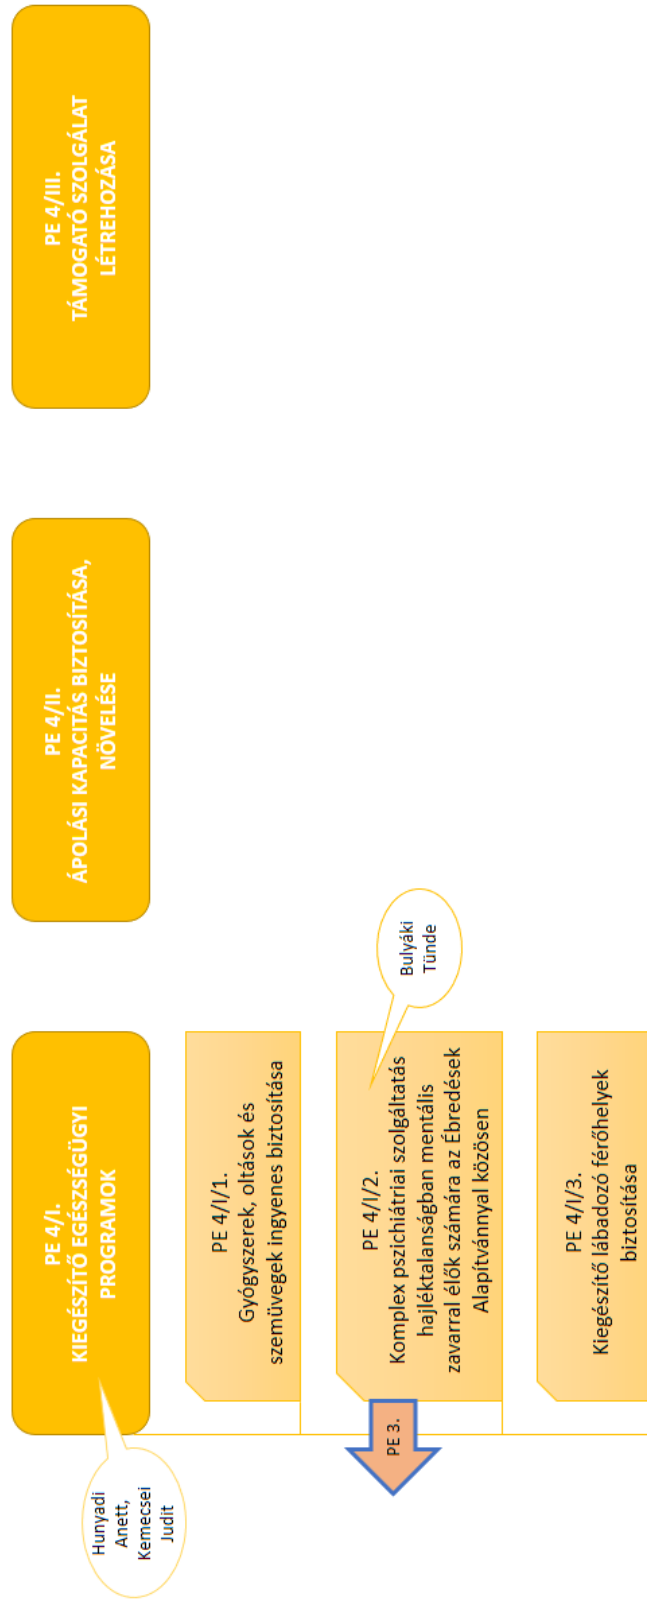 PE 4/I.
KIEGÉSZÍTŐ EGÉSZSÉGÜGYI
PROGRAMOK
Hunyadi
Anett,
Kemecsei
Judit
PE 4/II.
ÁPOLÁSI KAPACITÁS BIZTOSÍTÁSA,
NÖVELÉSE
PE 4/III.
TÁMOGATÓ SZOLGÁLAT
LÉTREHOZÁSA
PE 4/I/1.
Gyógyszerek, oltások és
szemüvegek ingyenes biztosítása
PE 3.
PE 4/I/2.
Komplex pszichiátriai szolgáltatás
hajléktalanságban mentális
zavarral élők számára az Ébredések
Alapítvánnyal közösen
Bulyáki
Tünde
PE 4/I/3.
Kiegészítő lábadozó férőhelyek
biztosítása